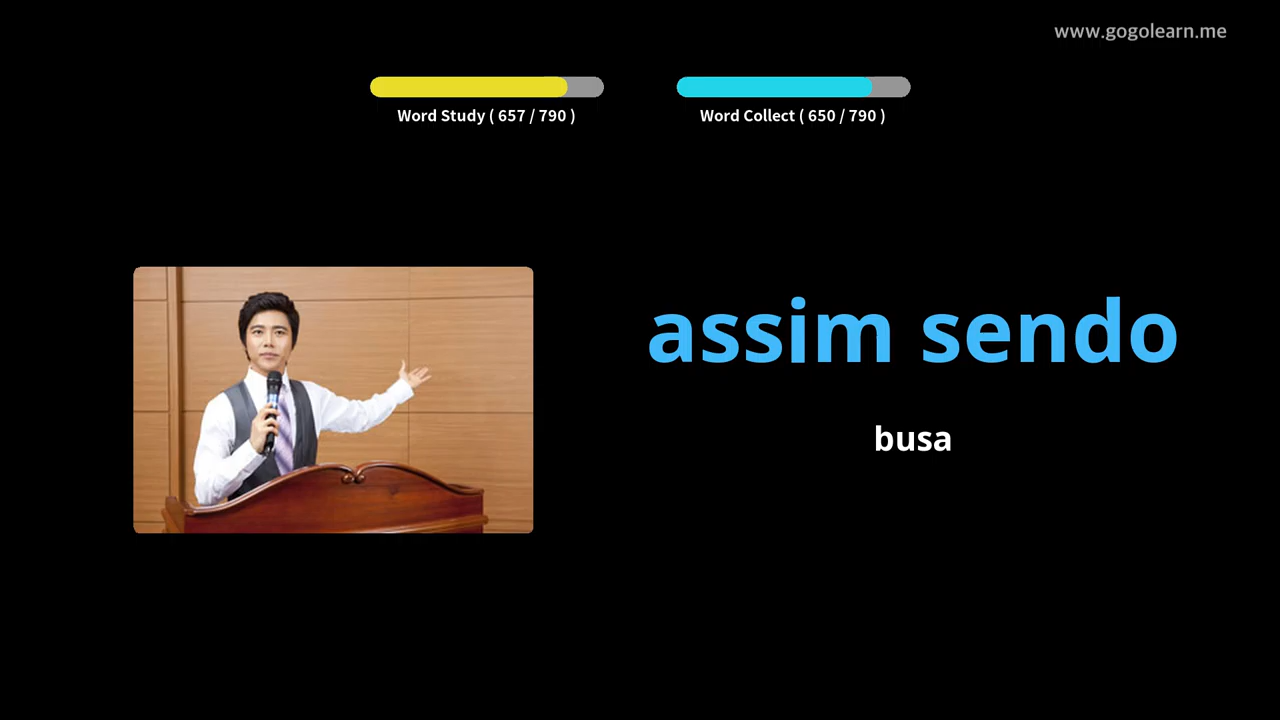 www.gogolearn.me
Word Study ( 657 / 790 )
Word Collect ( 650 / 790 )
assim sendo
busa